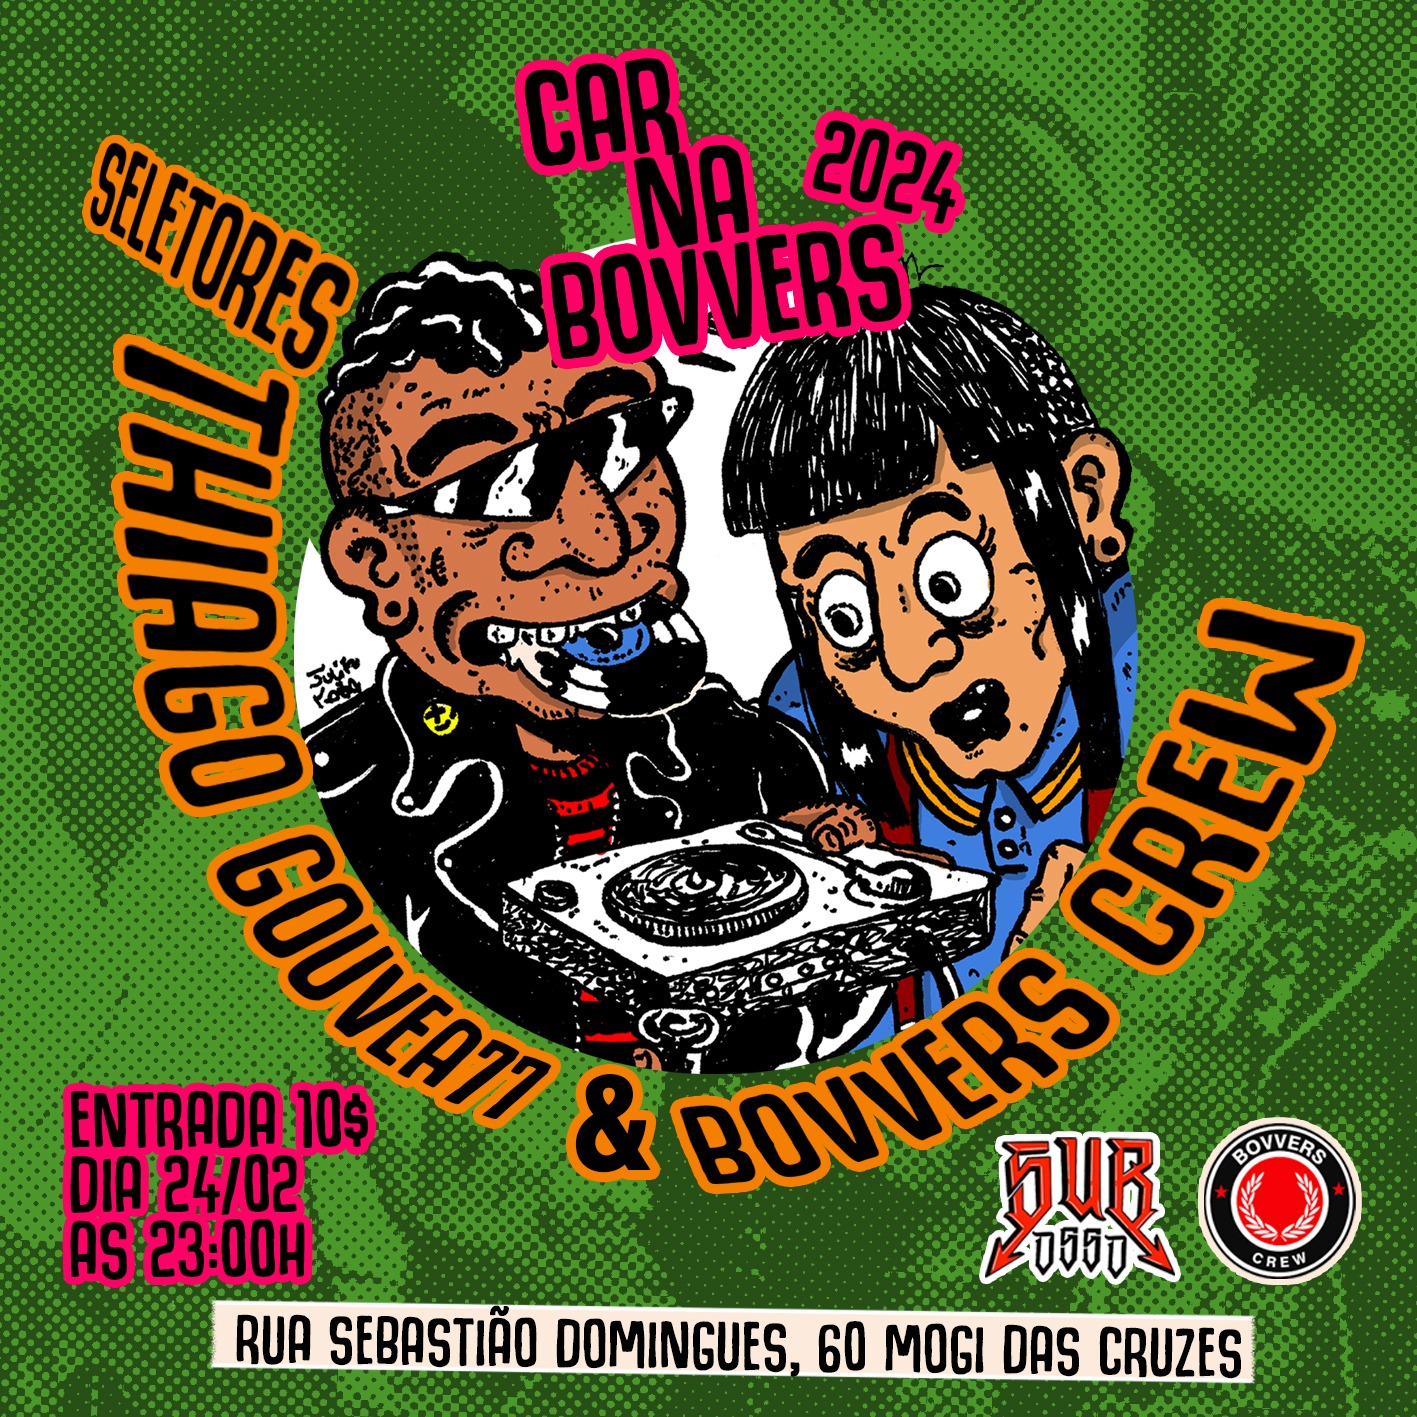 CAR
NA
BOVVERS
2024
SELETORES
THIAGO GOUVEA77 & BOVVERS CREW
ENTRADA 10$
DIA 24/02
AS 23:00H
SUB
OSSO
BOVVERS
CREW
RUA SEBASTIÃO DOMINGUES, 60 MOGI DAS CRUZES